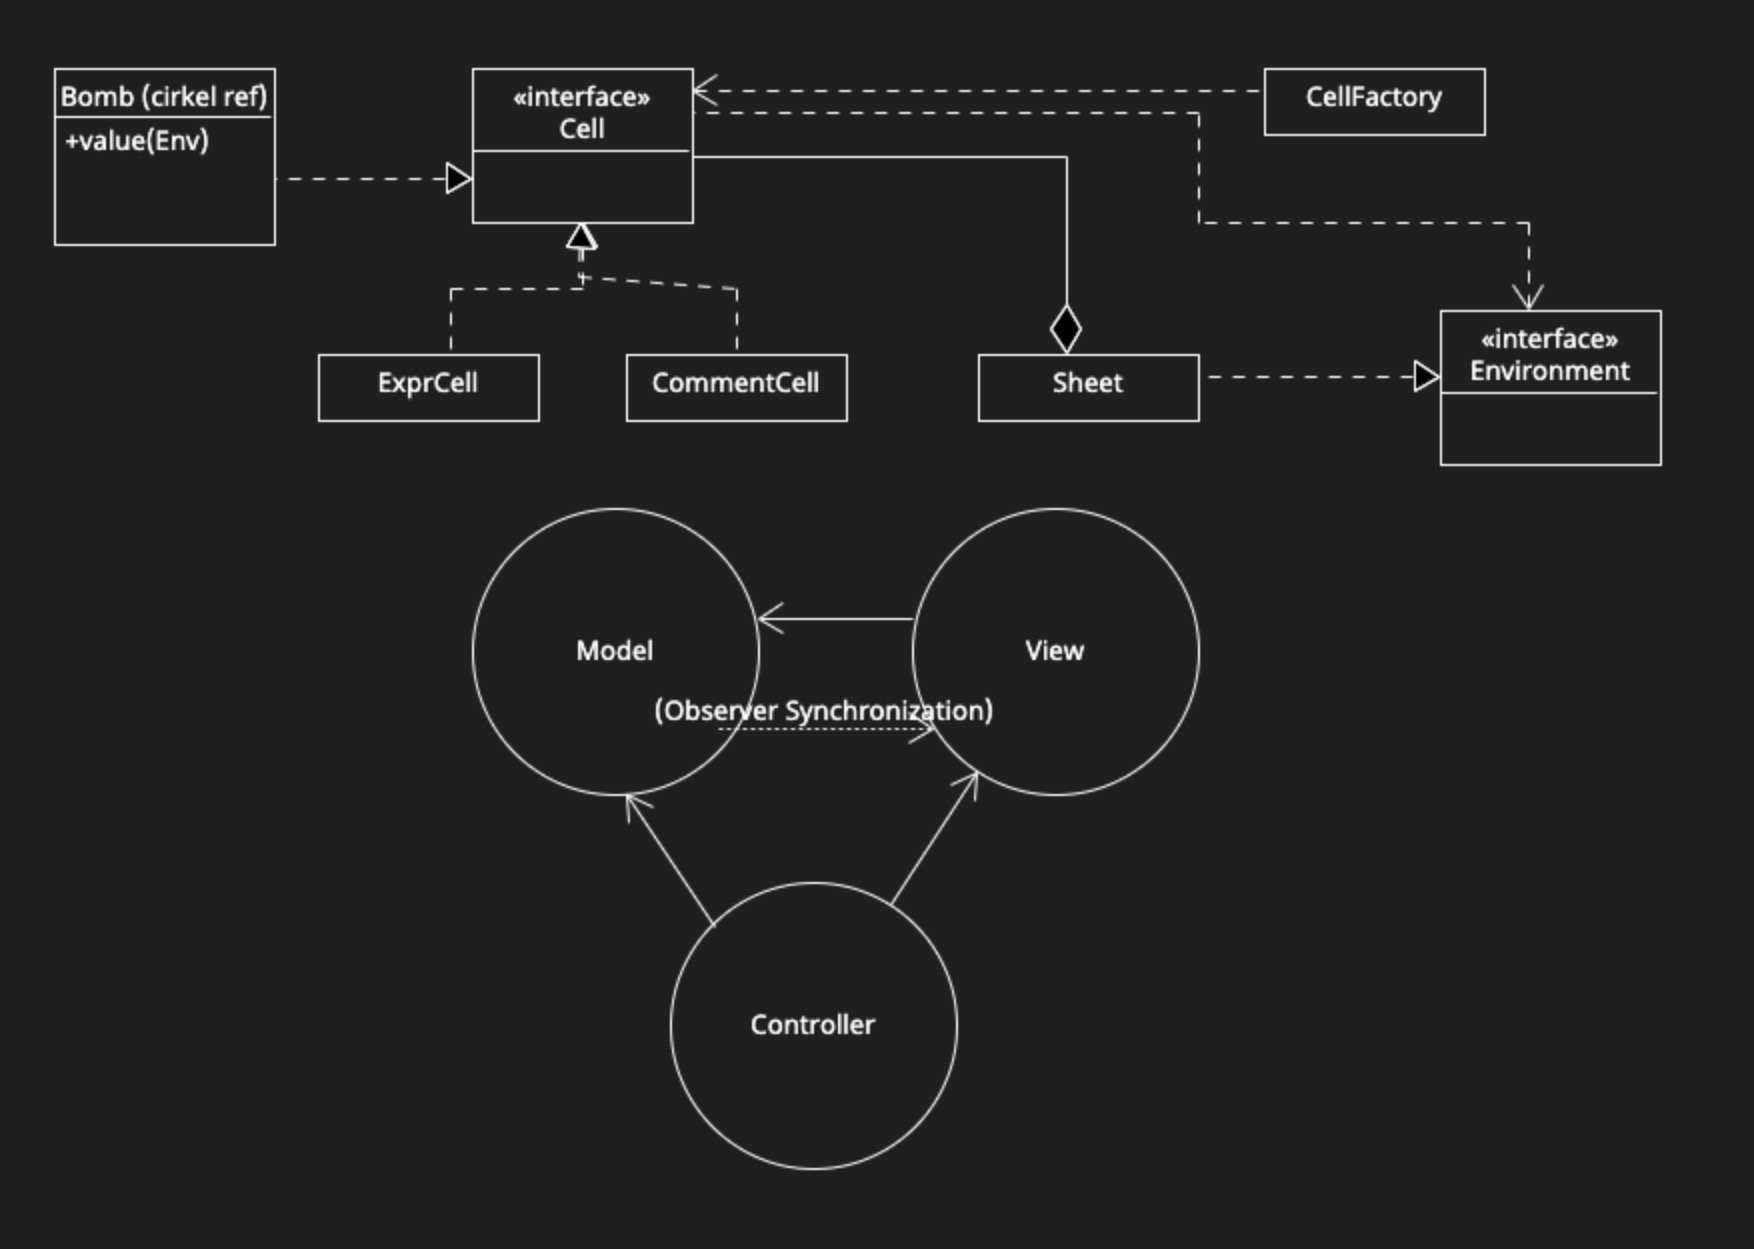 Bomb (cirkel ref)
+value(Env)
«interface»
Cell
CellFactory
ExprCell
CommentCell
Sheet
«interface»
Environment
Model
View
(Observer Synchronization)
Controller